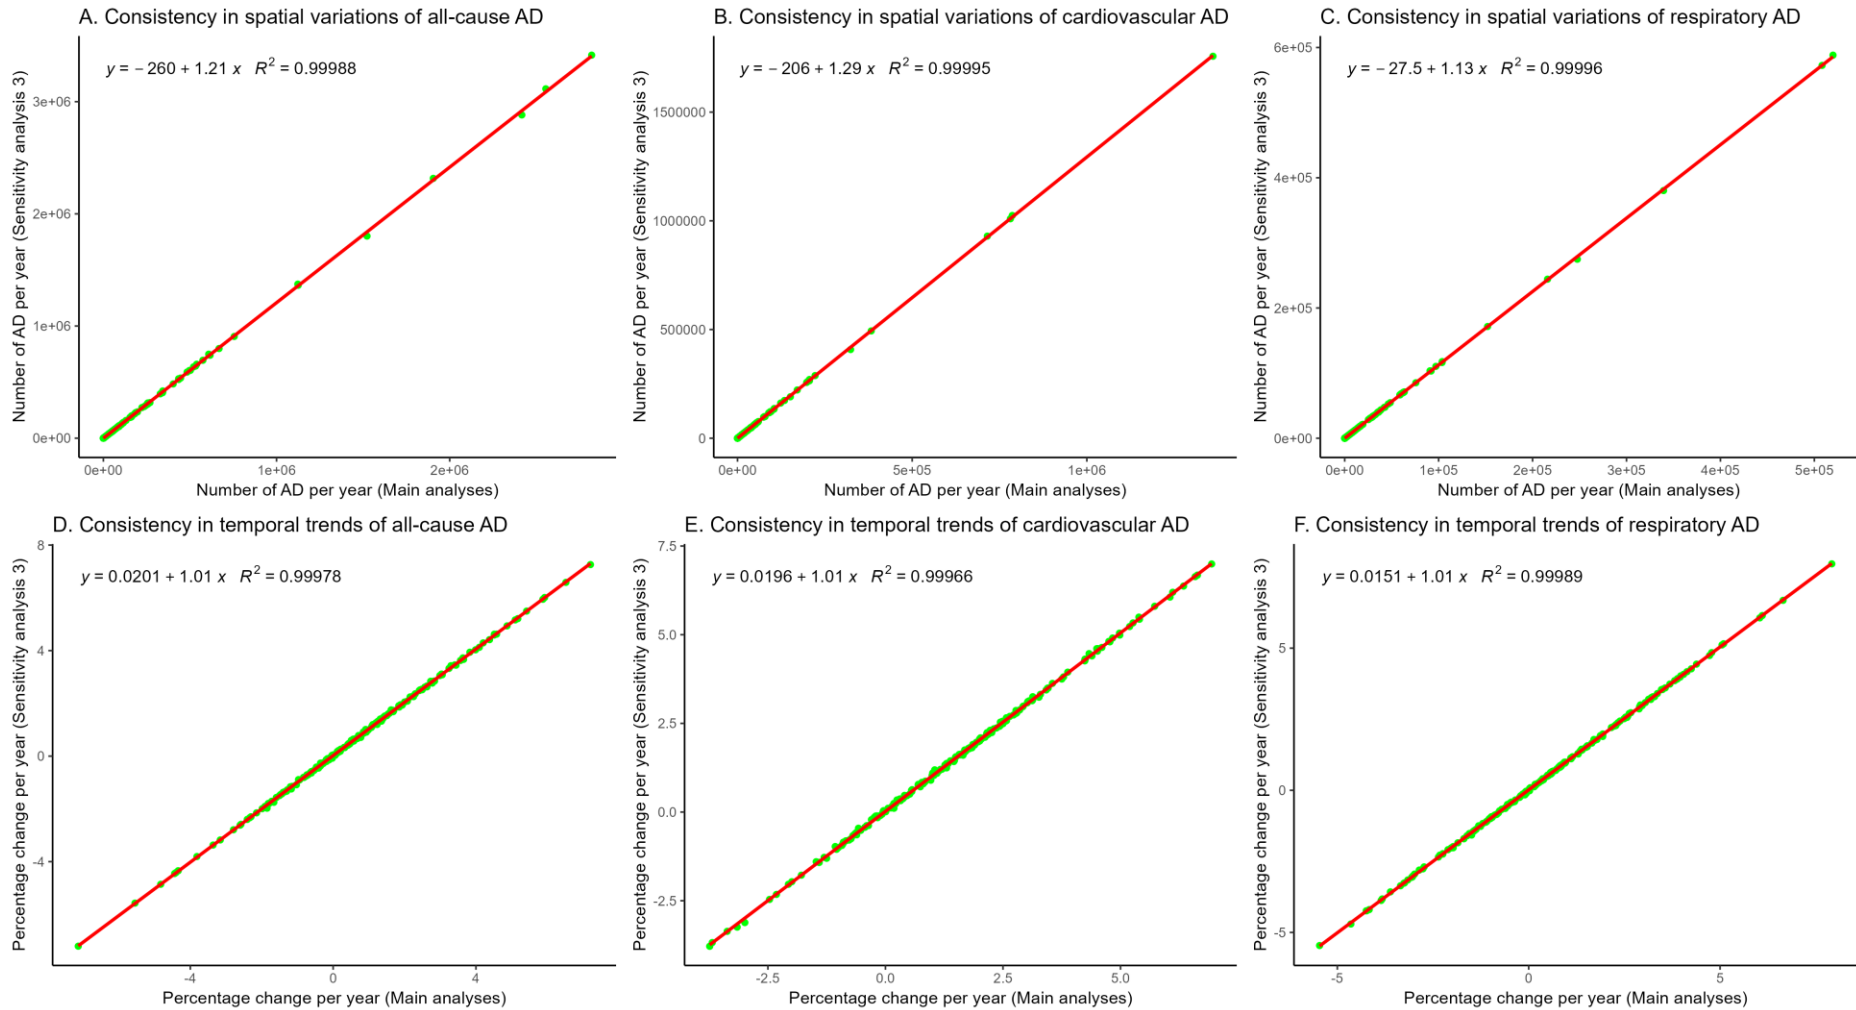 A. Consistency in spatial variations of all-cause AD
y = − 260 + 1.21 x R² = 0.99988
Number of AD per year (Sensitivity analysis 3)
3e+06
2e+06
1e+06
0e+00
0e+00 1e+06 2e+06
Number of AD per year (Main analyses)
B. Consistency in spatial variations of cardiovascular AD
y = − 206 + 1.29 x R² = 0.99995
Number of AD per year (Sensitivity analysis 3)
1500000
1000000
500000
0
0e+00 5e+05 1e+06
Number of AD per year (Main analyses)
C. Consistency in spatial variations of respiratory AD
y = − 27.5 + 1.13 x R² = 0.99996
Number of AD per year (Sensitivity analysis 3)
6e+05
4e+05
2e+05
0e+00
0e+00 1e+05 2e+05 3e+05 4e+05 5e+05
Number of AD per year (Main analyses)
D. Consistency in temporal trends of all-cause AD
y = 0.0201 + 1.01 x R² = 0.99978
Percentage change per year (Sensitivity analysis 3)
8
4
0
-4
-4 0 4
Percentage change per year (Main analyses)
E. Consistency in temporal trends of cardiovascular AD
y = 0.0196 + 1.01 x R² = 0.99966
Percentage change per year (Sensitivity analysis 3)
7.5
5.0
2.5
0.0
-2.5
-2.5 0.0 2.5 5.0
Percentage change per year (Main analyses)
F. Consistency in temporal trends of respiratory AD
y = 0.0151 + 1.01 x R² = 0.99989
Percentage change per year (Sensitivity analysis 3)
5
0
-5
-5 0 5
Percentage change per year (Main analyses)